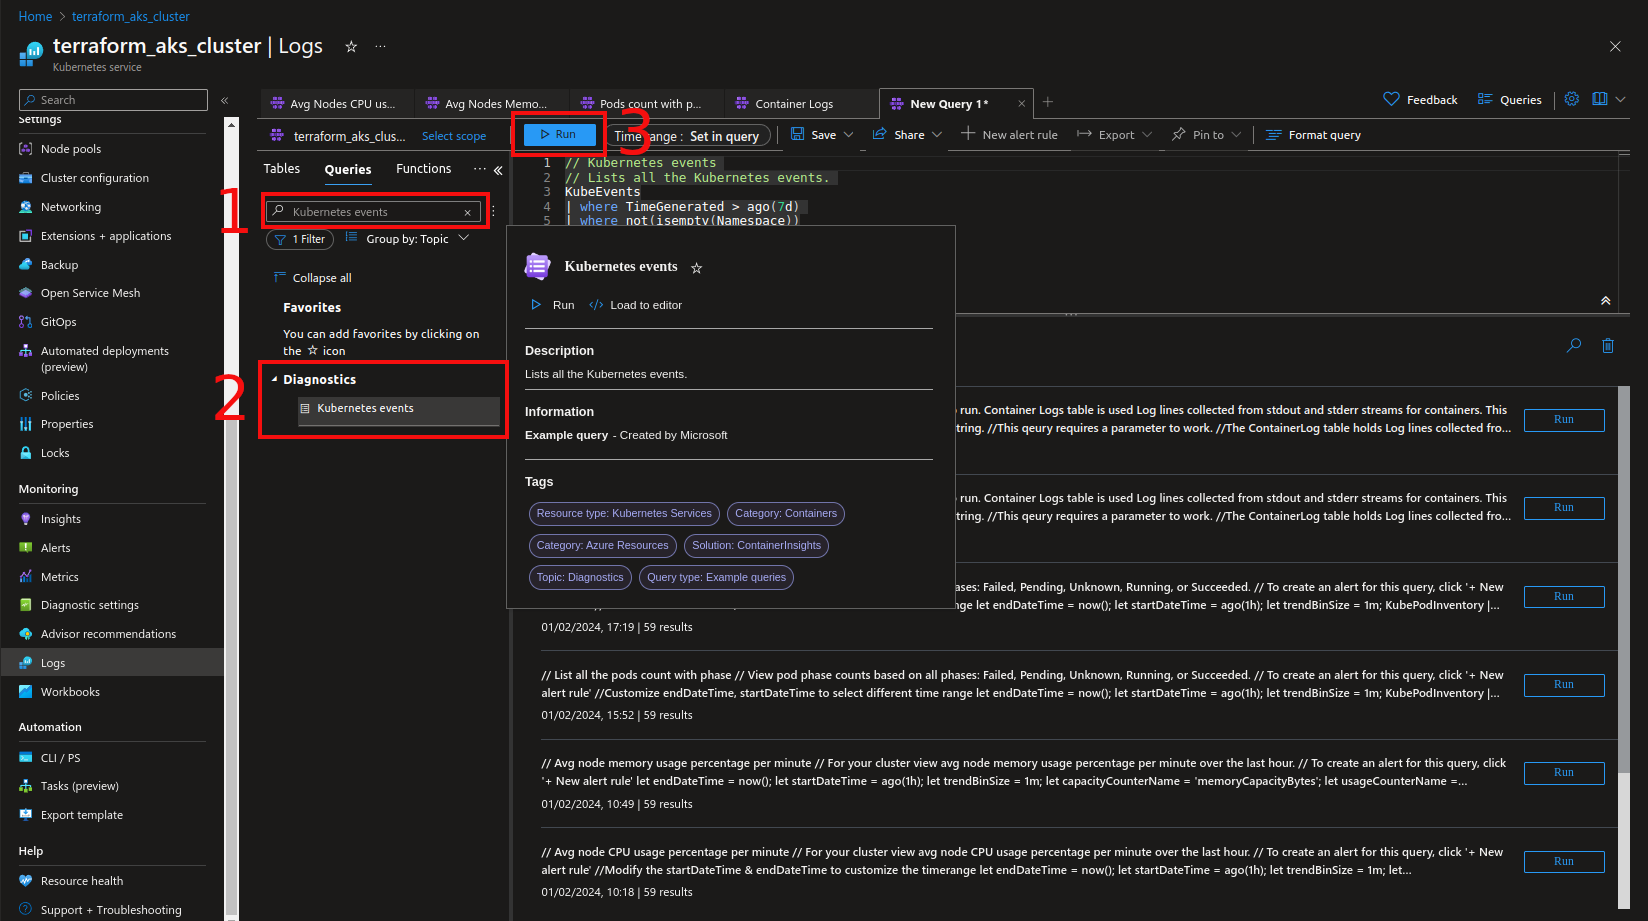 Home > terraform_aks_cluster
terraform_aks_cluster | Logs
Kubernetes service
Search
Settings
Node pools
Cluster configuration
Networking
Extensions + applications
Backup
Open Service Mesh
GitOps
Automated deployments
(preview)
Policies
Properties
Locks
Monitoring
Insights
Alerts
Metrics
Diagnostic settings
Advisor recommendations
Logs
Workbooks
Automation
CLI / PS
Tasks (preview)
Export template
Help
Resource health
Support + Troubleshooting
Avg Nodes CPU us...
Avg Nodes Memo...
Pods count with p...
Container Logs
New Query 1*
Feedback
Queries
terraform_aks_clus...
Select scope
Run
3
Time range : Set in query
Save
Share
New alert rule
Export
Pin to
Format query
Tables
Queries
Functions
1
Kubernetes events
1 Filter
Group by: Topic
Collapse all
Favorites
You can add favorites by clicking on
the ☆ icon
2
Diagnostics
Kubernetes events
1 // Kubernetes events
2 // Lists all the Kubernetes events.
3 KubeEvents
4 | where TimeGenerated > ago(7d)
5 | where not(isempty(Namespace))
Kubernetes events
Run
Load to editor
Description
Lists all the Kubernetes events.
Information
Example query - Created by Microsoft
Tags
Resource type: Kubernetes Services
Category: Containers
Category: Azure Resources
Solution: ContainerInsights
Topic: Diagnostics
Query type: Example queries
run. Container Logs table is used Log lines collected from stdout and stderr streams for containers. This
tring. //This qeury requires a parameter to work. //The ContainerLog table holds Log lines collected fro...
Run
run. Container Logs table is used Log lines collected from stdout and stderr streams for containers. This
tring. //This qeury requires a parameter to work. //The ContainerLog table holds Log lines collected fro...
Run
ases: Failed, Pending, Unknown, Running, or Succeeded. // To create an alert for this query, click '+ New
nge let endDateTime = now(); let startDateTime = ago(1h); let trendBinSize = 1m; KubePodInventory |...
01/02/2024, 17:19 | 59 results
Run
// List all the pods count with phase // View pod phase counts based on all phases: Failed, Pending, Unknown, Running, or Succeeded. // To create an alert for this query, click '+ New
alert rule' //Customize endDateTime, startDateTime to select different time range let endDateTime = now(); let startDateTime = ago(1h); let trendBinSize = 1m; KubePodInventory |...
01/02/2024, 15:52 | 59 results
Run
// Avg node memory usage percentage per minute // For your cluster view avg node memory usage percentage per minute over the last hour. // To create an alert for this query, click
'+ New alert rule' let endDateTime = now(); let startDateTime = ago(1h); let trendBinSize = 1m; let capacityCounterName = 'memoryCapacityBytes'; let usageCounterName =...
01/02/2024, 10:49 | 59 results
Run
// Avg node CPU usage percentage per minute // For your cluster view avg node CPU usage percentage per minute over the last hour. // To create an alert for this query, click '+ New
alert rule' //Modify the startDateTime & endDateTime to customize the timerange let endDateTime = now(); let startDateTime = ago(1h); let trendBinSize = 1m; let...
01/02/2024, 10:18 | 59 results
Run